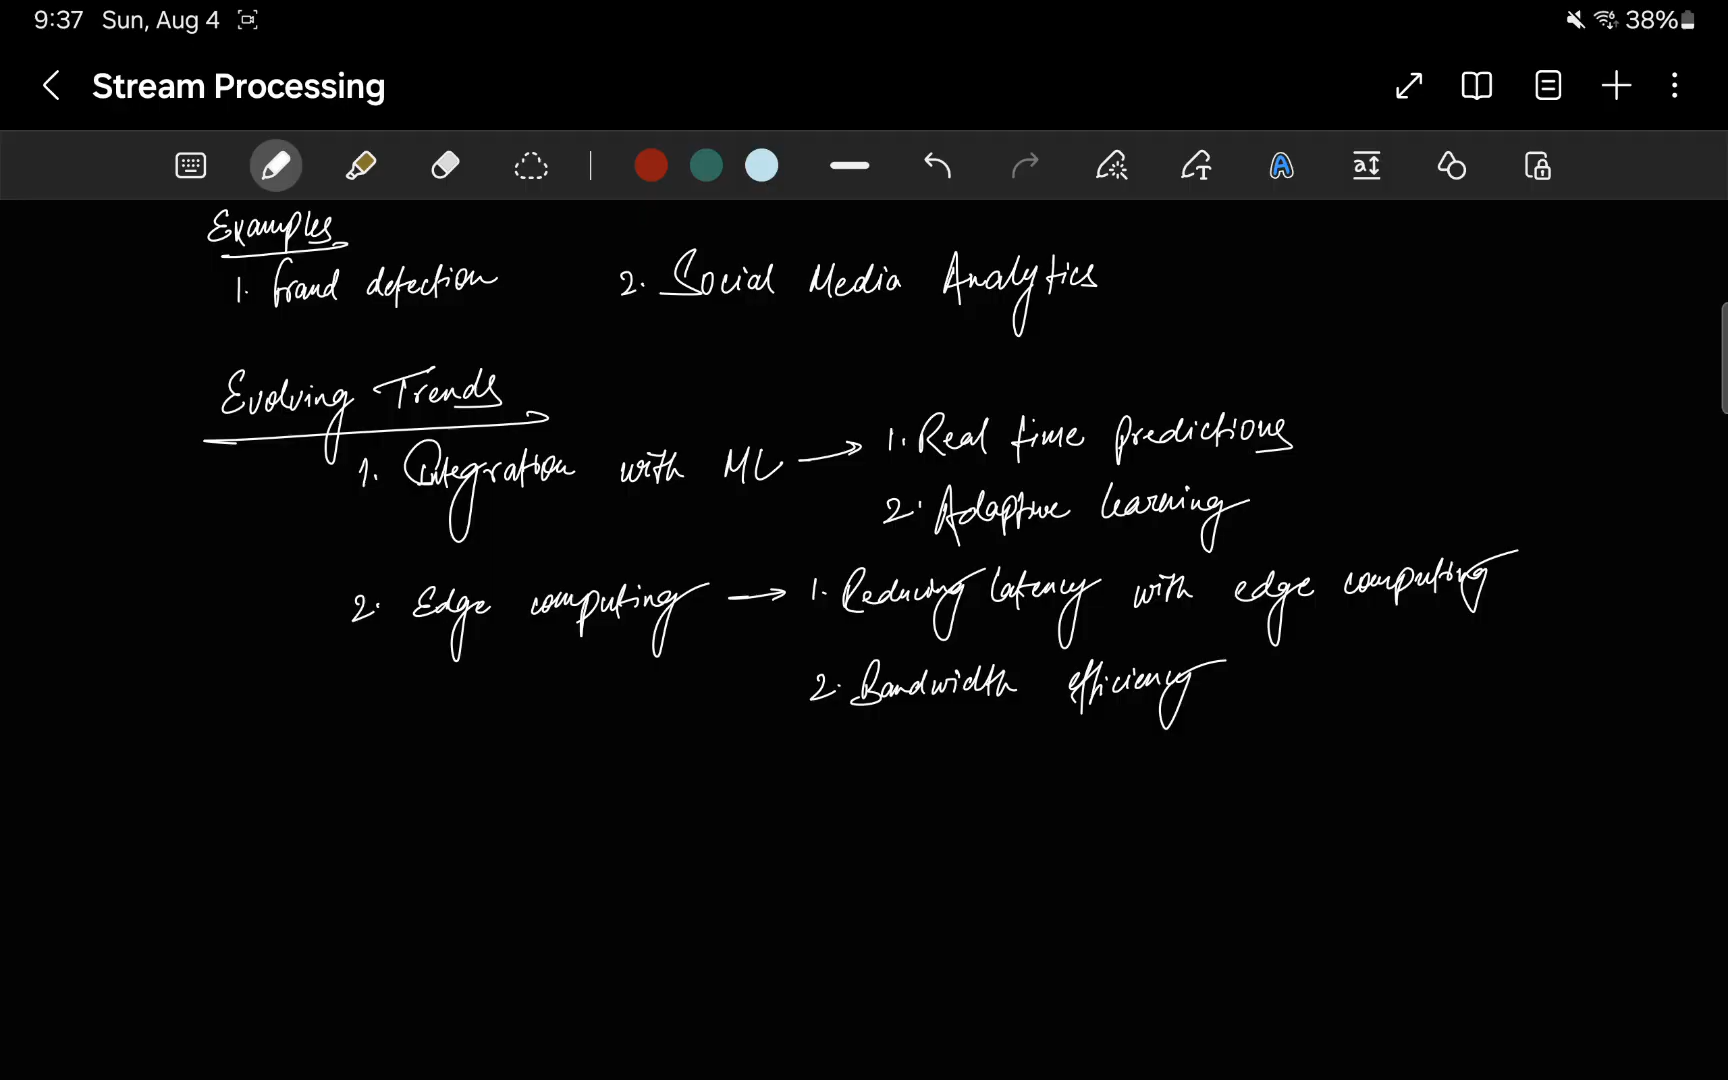 9:37 Sun, Aug 4 38%
Stream Processing
Examples
1. fraud detection 2. Social Media Analytics
Evolving Trends
1. Integration with ML → 1. Real time predictions
2. Adaptive learning
2. Edge computing → 1. Reducing latency with edge computing
2. Bandwidth efficiency